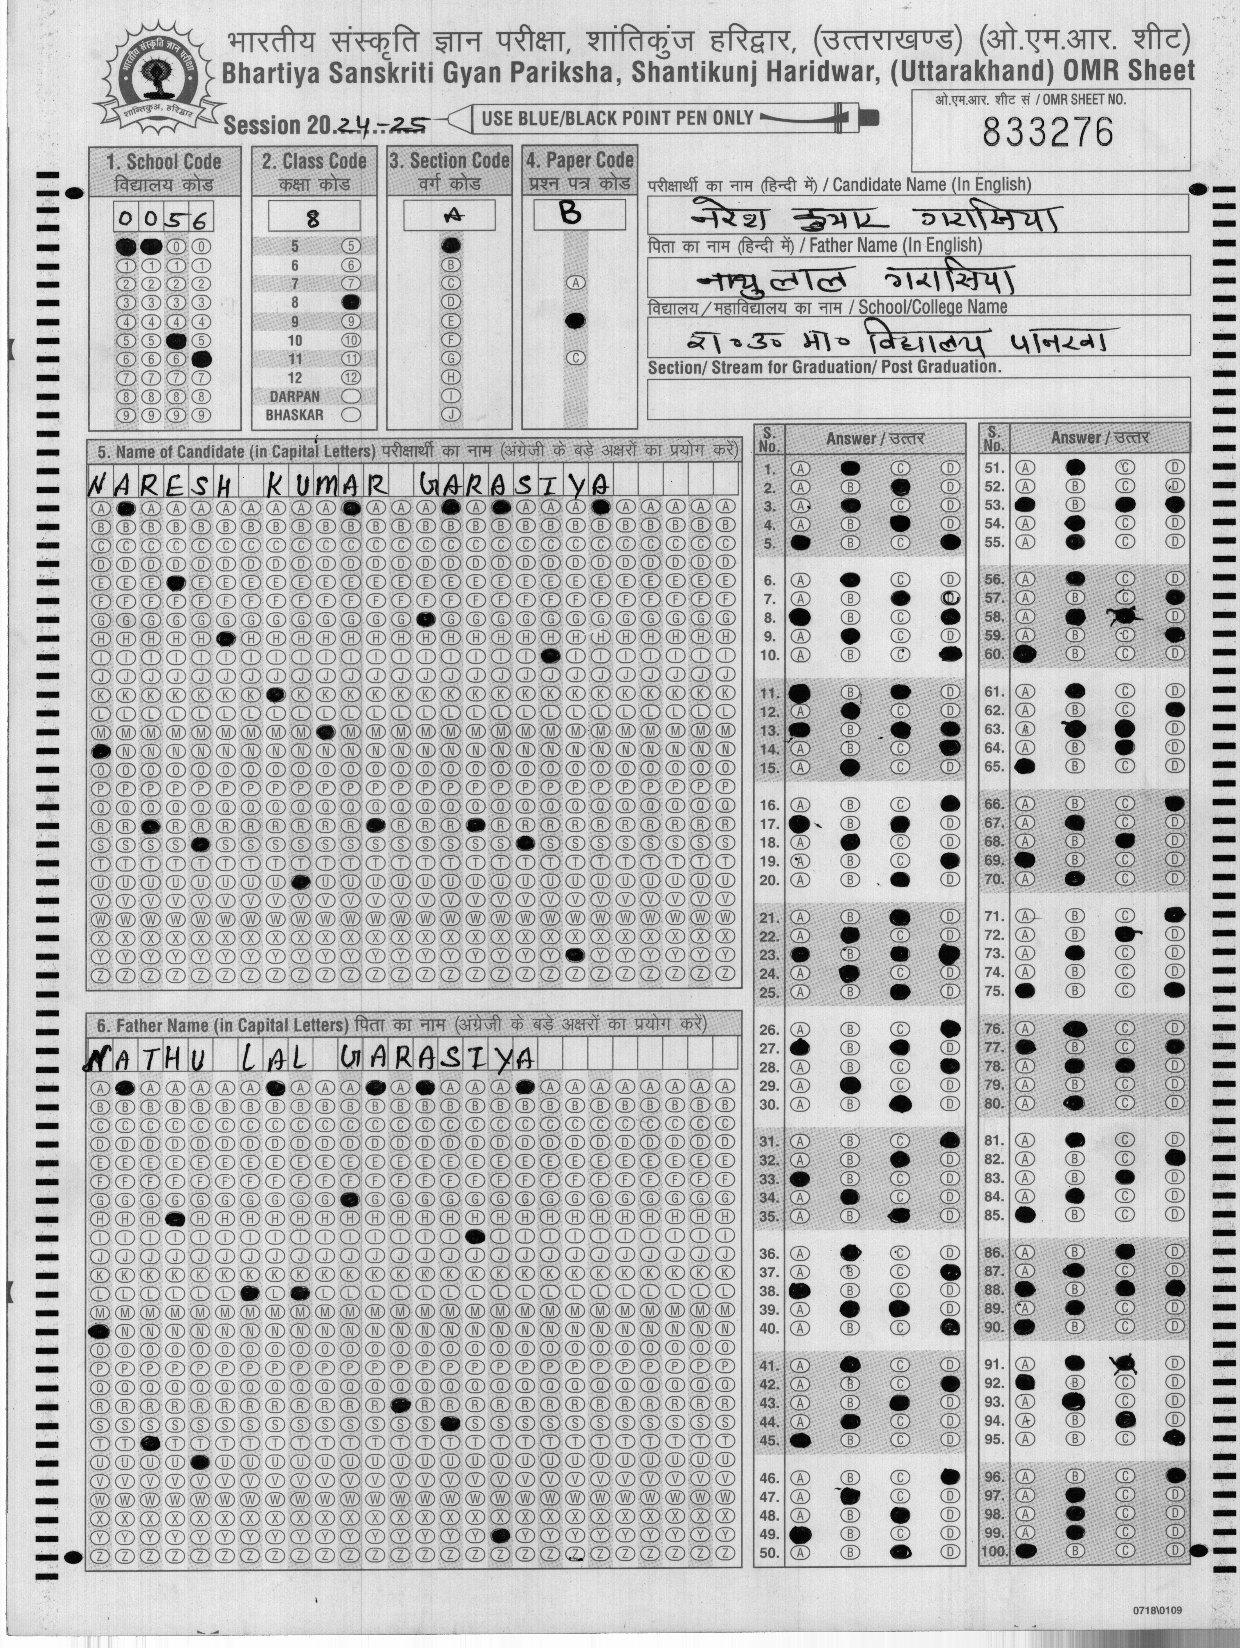 भारतीय संस्कृति ज्ञान परीक्षा, शांतिकुंज हरिद्वार, (उत्तराखण्ड) (ओ.एम.आर. शीट)
Bhartiya Sanskriti Gyan Pariksha, Shantikunj Haridwar, (Uttarakhand) OMR Sheet
Session 2024-25
USE BLUE/BLACK POINT PEN ONLY
ओ.एम.आर. शीट सं / OMR SHEET NO.
833276
1. School Code
विद्यालय कोड
0056
2. Class Code
कक्षा कोड
8
5
6
7
8
9
10
11
12
DARPAN
BHASKAR
3. Section Code
वर्ग कोड
A
4. Paper Code
प्रश्न पत्र कोड
B
परीक्षार्थी का नाम (हिन्दी में) / Candidate Name (In English)
नरेश कुमार गरासिया
पिता का नाम (हिन्दी में) / Father Name (In English)
नाथुलाल गरासिया
विद्यालय / महाविद्यालय का नाम / School/College Name
रा०उ० मा० विद्यालय पानरवा
Section/ Stream for Graduation/ Post Graduation.
5. Name of Candidate (in Capital Letters) परीक्षार्थी का नाम (अंग्रेजी के बड़े अक्षरों का प्रयोग करें)
NARESH KUMAR GARASIYA
6. Father Name (in Capital Letters) पिता का नाम (अंग्रेजी के बड़े अक्षरों का प्रयोग करें)
NATHU LAL GARASIYA
S. No. Answer / उत्तर
S. No. Answer / उत्तर
0718\0109